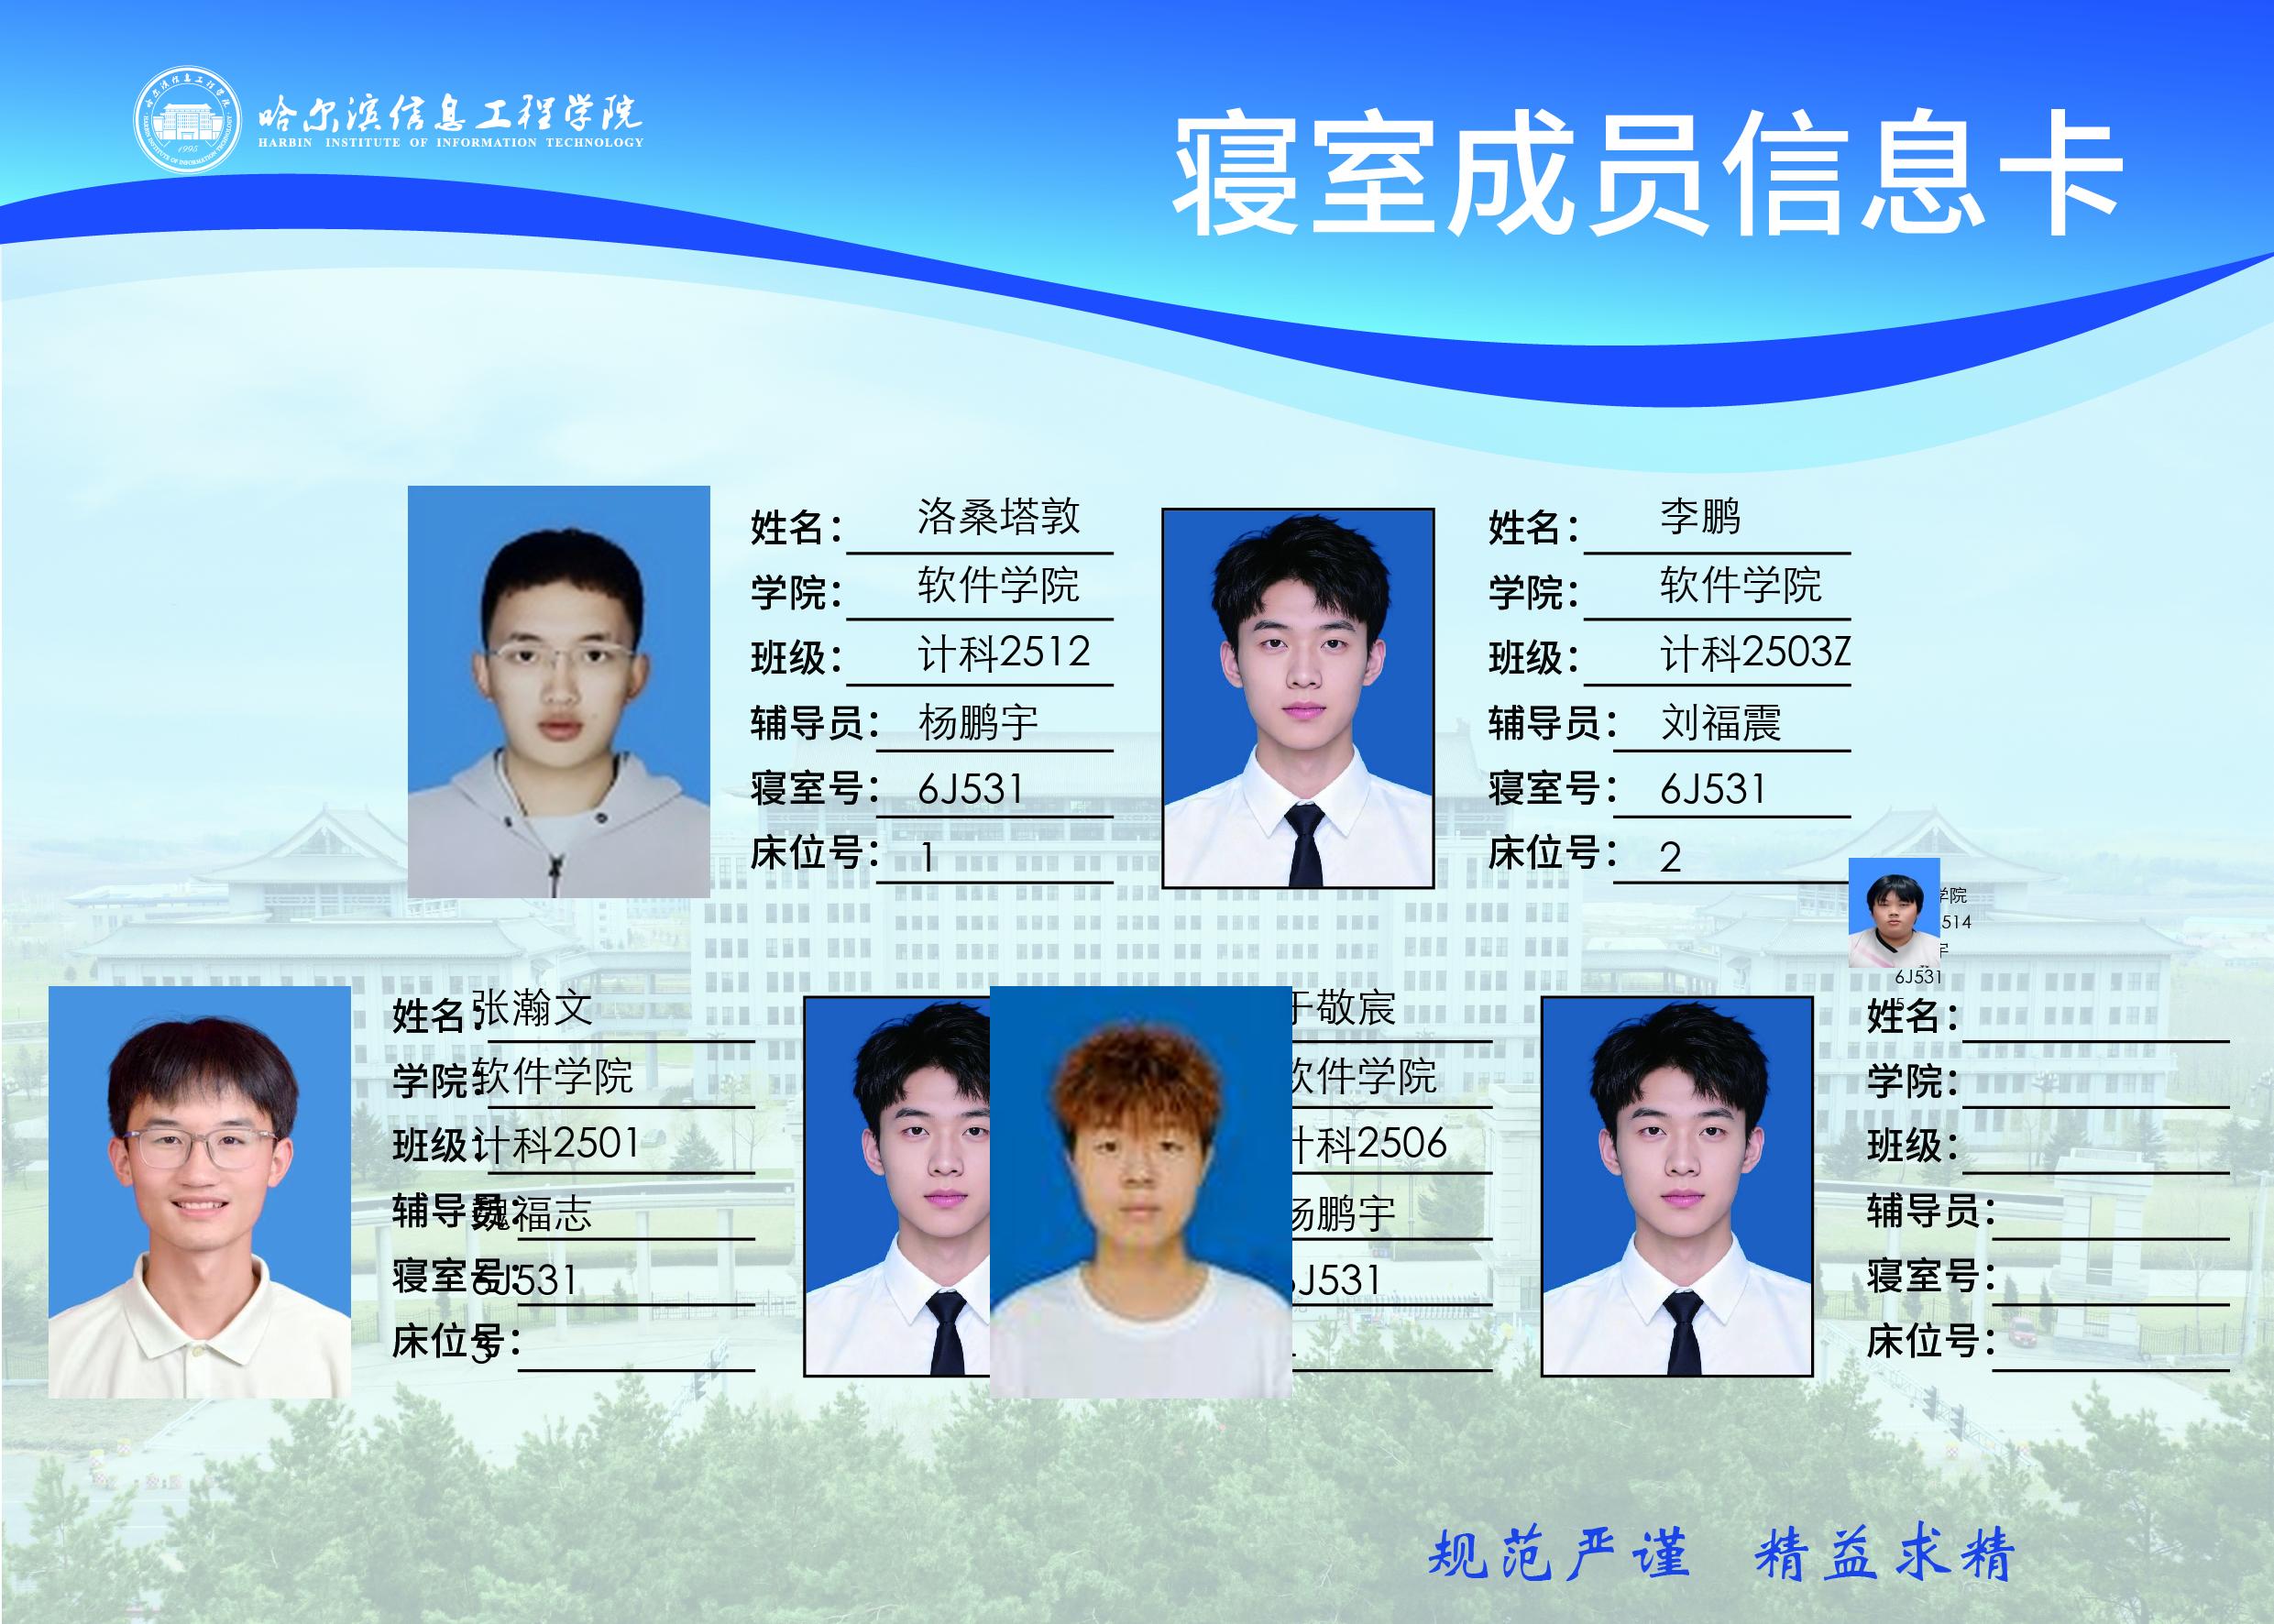 哈尔滨信息工程学院
HARBIN INSTITUTE OF INFORMATION TECHNOLOGY
1995
寝室成员信息卡
姓名： 洛桑塔敦
学院： 软件学院
班级： 计科2512
辅导员： 杨鹏宇
寝室号： 6J531
床位号： 1
姓名： 李鹏
学院： 软件学院
班级： 计科2503Z
辅导员： 刘福震
寝室号： 6J531
床位号： 2
学院
514
宇
6J531
姓名： 张瀚文
学院： 软件学院
班级： 计科2501
辅导员： 魏福志
寝室号： 6J531
床位号： 3
于敬宸
软件学院
计科2506
杨鹏宇
6J531
姓名：
学院：
班级：
辅导员：
寝室号：
床位号：
规范严谨 精益求精